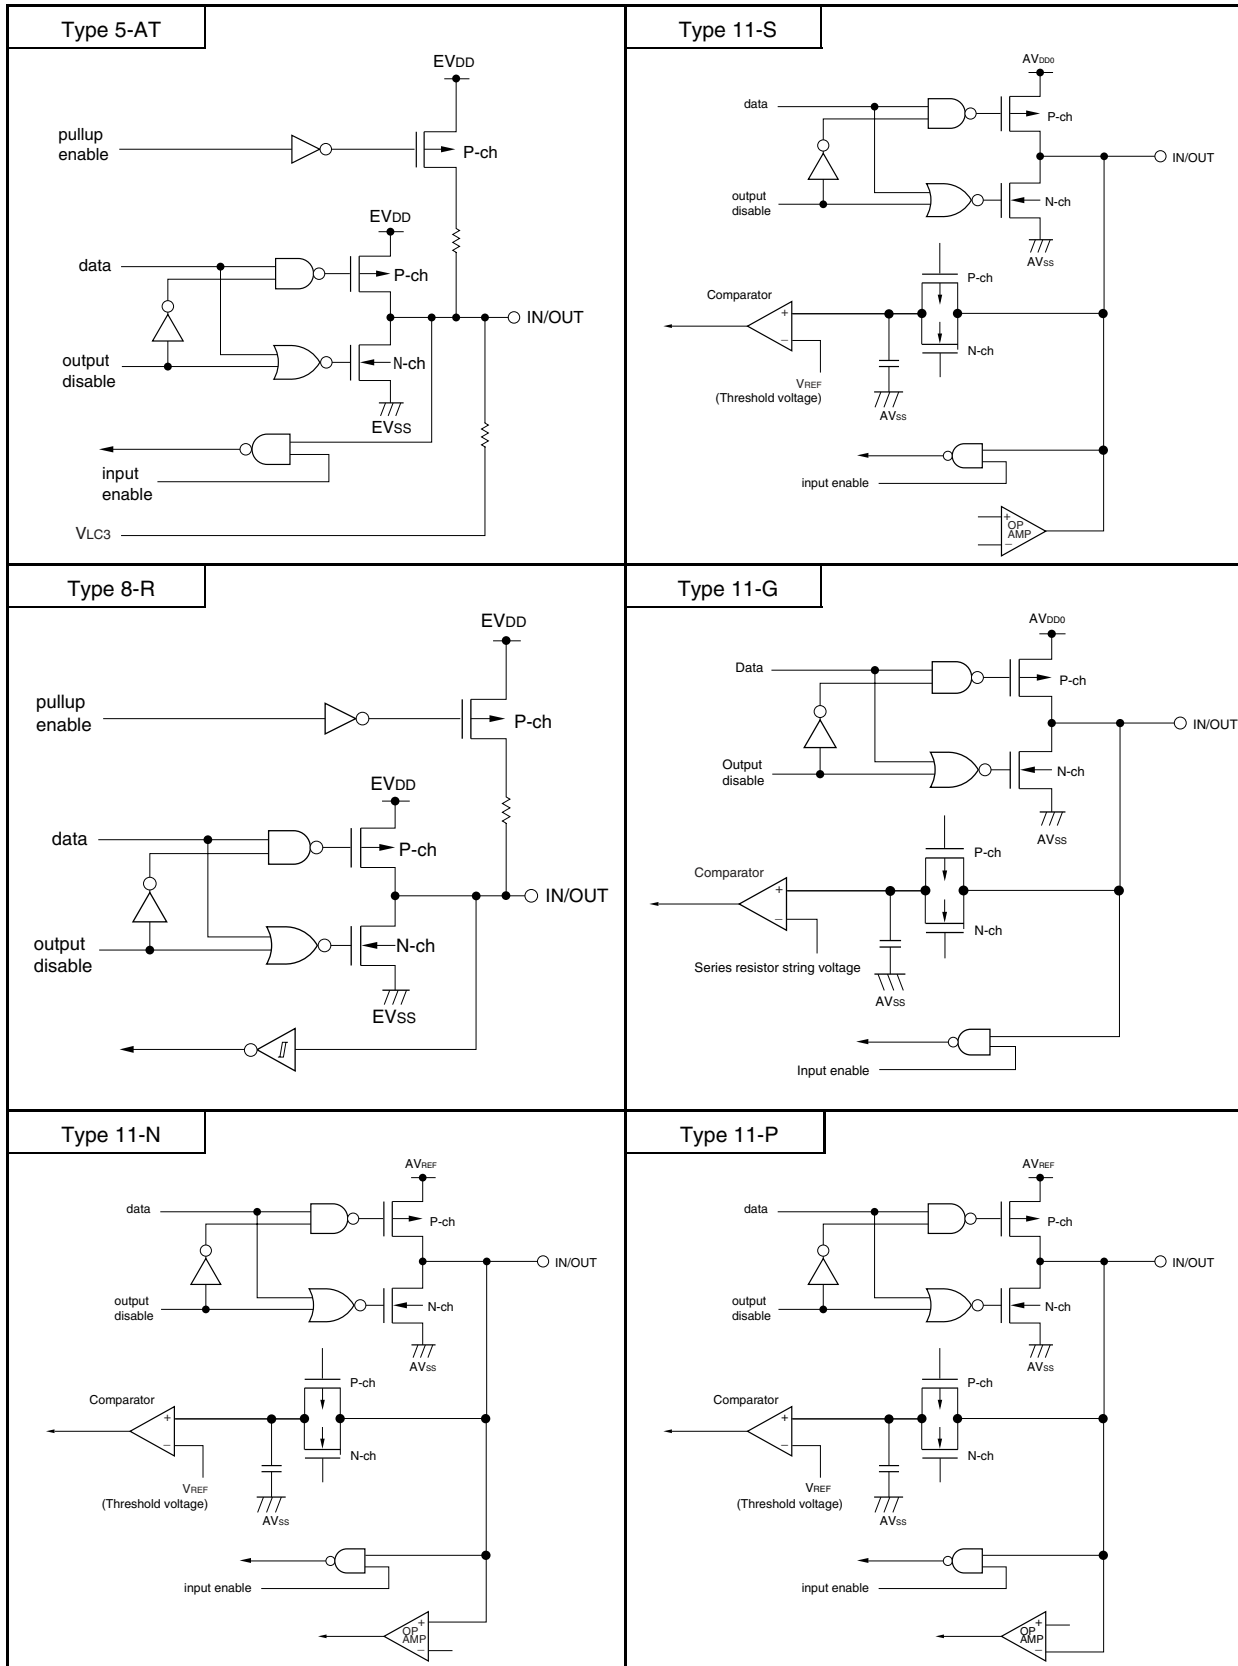 Type 5-AT
EVDD
pullup
enable
P-ch
EVDD
data
P-ch
IN/OUT
output
disable
N-ch
EVSS
input
enable
VLC3
Type 11-S
AVDD0
data
P-ch
IN/OUT
output
disable
N-ch
AVSS
P-ch
Comparator
+
−
N-ch
VREF
(Threshold voltage)
AVSS
input enable
+
OP
AMP
−
Type 8-R
EVDD
pullup
enable
P-ch
EVDD
data
P-ch
IN/OUT
output
disable
N-ch
EVSS
Type 11-G
AVDD0
Data
P-ch
IN/OUT
Output
disable
N-ch
AVSS
P-ch
Comparator
+
−
N-ch
Series resistor string voltage
AVSS
Input enable
Type 11-N
AVREF
data
P-ch
IN/OUT
output
disable
N-ch
AVSS
P-ch
Comparator
+
−
N-ch
VREF
(Threshold voltage)
AVSS
input enable
+
OP
AMP
−
Type 11-P
AVREF
data
P-ch
IN/OUT
output
disable
N-ch
AVSS
P-ch
Comparator
+
−
N-ch
VREF
(Threshold voltage)
AVSS
input enable
+
OP
AMP
−